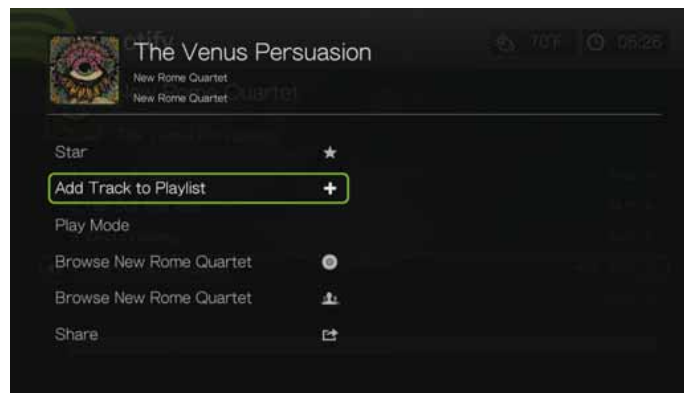 The Venus Persuasion
New Rome Quartet
New Rome Quartet
70°F
05:26
Star
Add Track to Playlist
Play Mode
Browse New Rome Quartet
Browse New Rome Quartet
Share